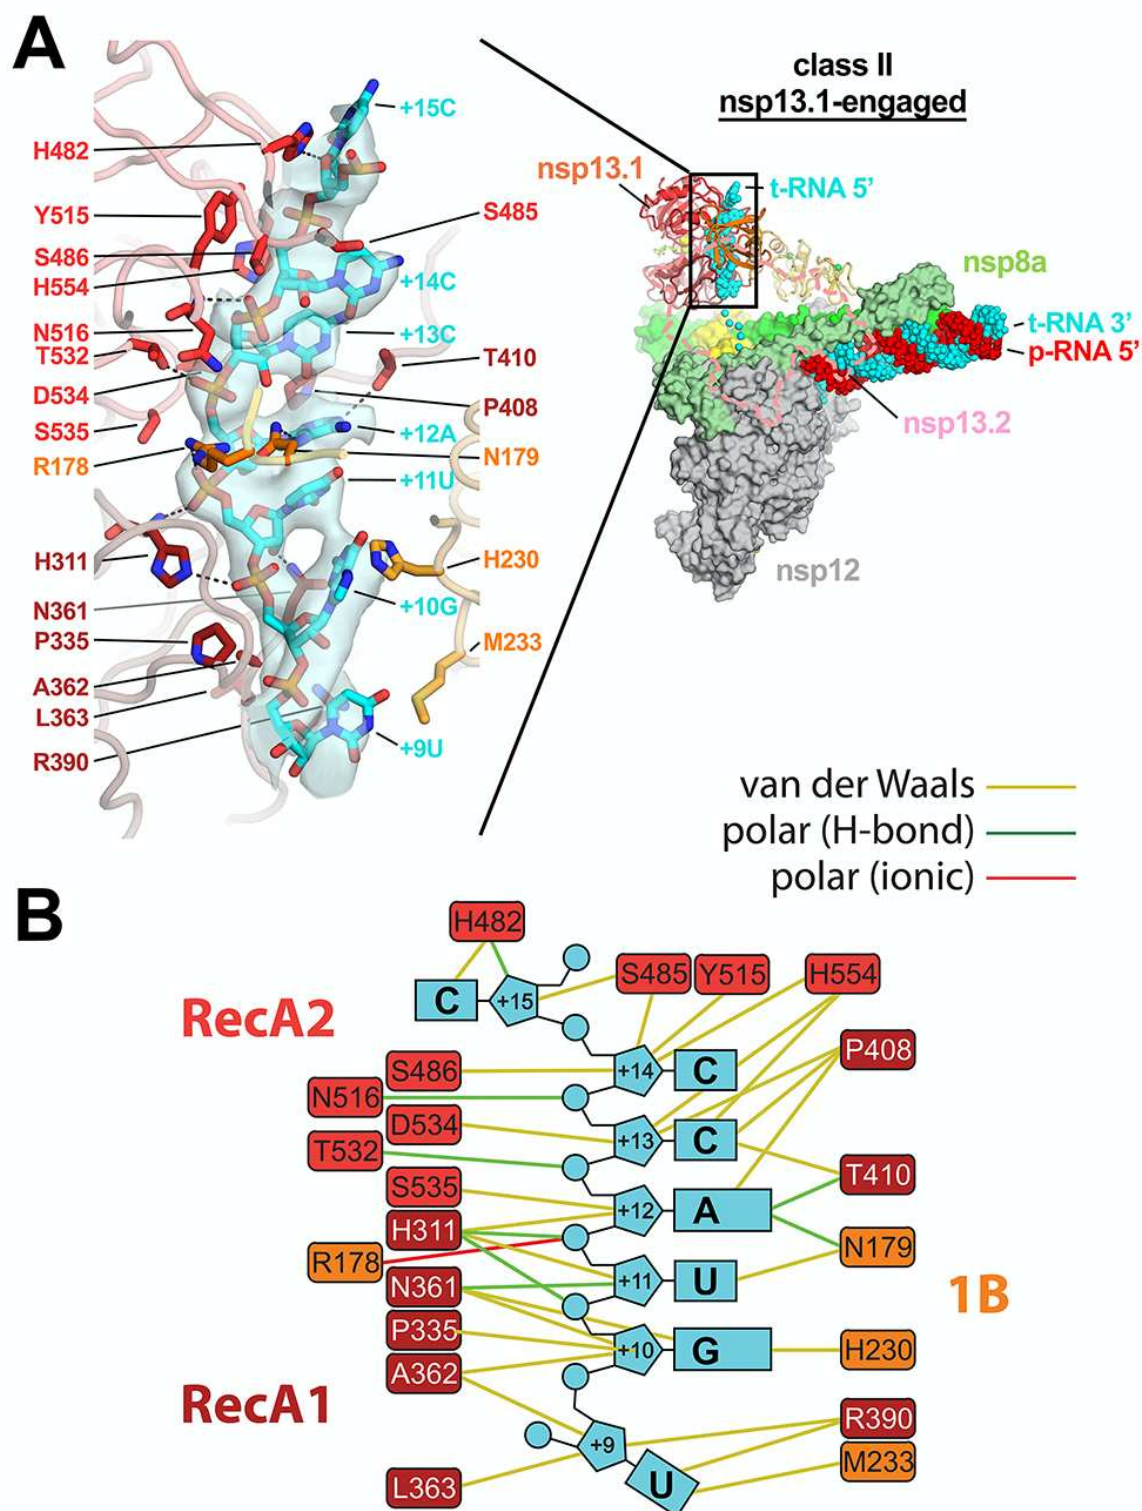 A
class II
nsp13.1-engaged
+15C
H482
nsp13.1
t-RNA 5’
Y515
S485
S486
H554
+14C
nsp8a
N516
+13C
t-RNA 3’
T532
T410
p-RNA 5’
D534
P408
S535
+12A
nsp13.2
R178
N179
+11U
H311
H230
nsp12
N361
+10G
P335
M233
A362
L363
+9U
R390
van der Waals
polar (H-bond)
polar (ionic)
B
H482
S485 Y515 H554
C +15
RecA2
P408
S486 +14 C
N516
D534 +13 C
T532
T410
S535 +12 A
H311
R178
N179
N361 +11 U
1B
P335 +10 G
H230
A362
RecA1
R390
+9
M233
L363 U